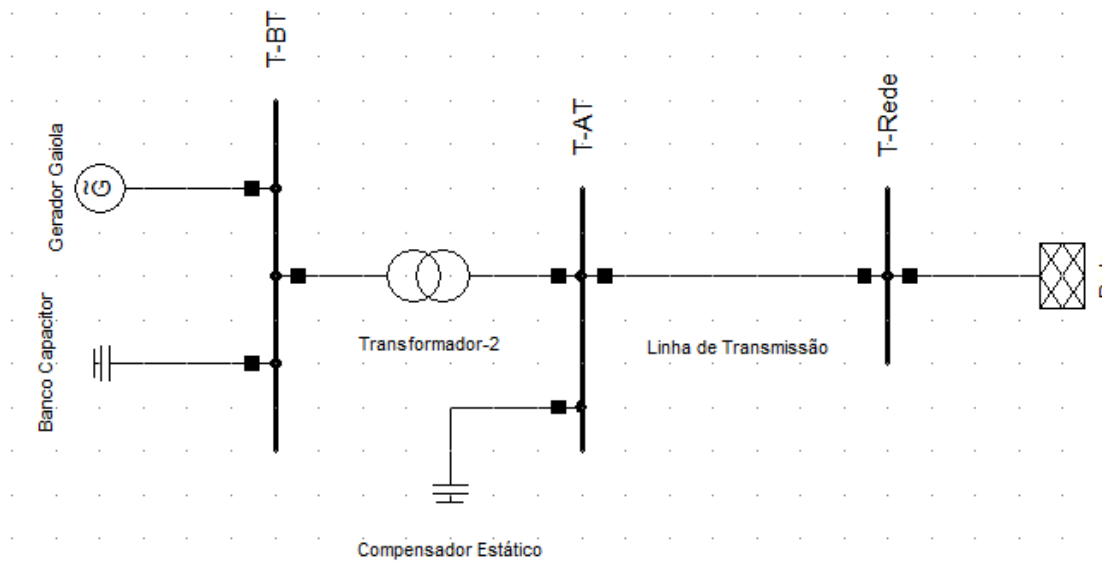 T-BT
T-AT
T-Rede
Gerador Gaiola
G
Banco Capacitor
Transformador-2
Linha de Transmissão
Compensador Estático